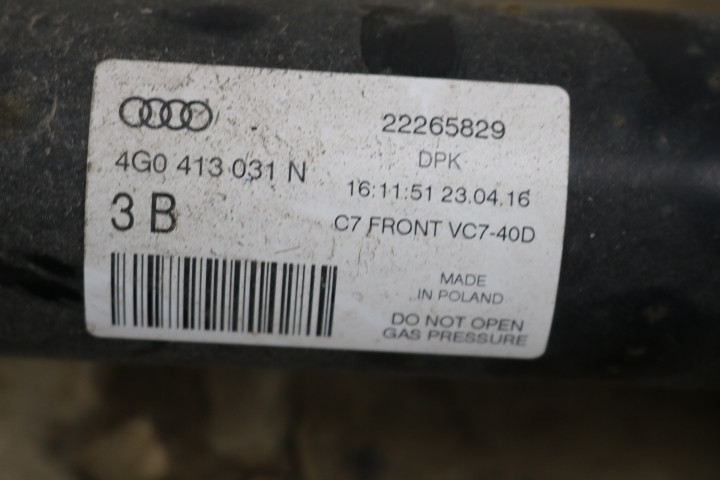 4G0 413 031 N
3 B
22265829
DPK
16:11:51 23.04.16
C7 FRONT VC7-40D
MADE
IN POLAND
DO NOT OPEN
GAS PRESSURE